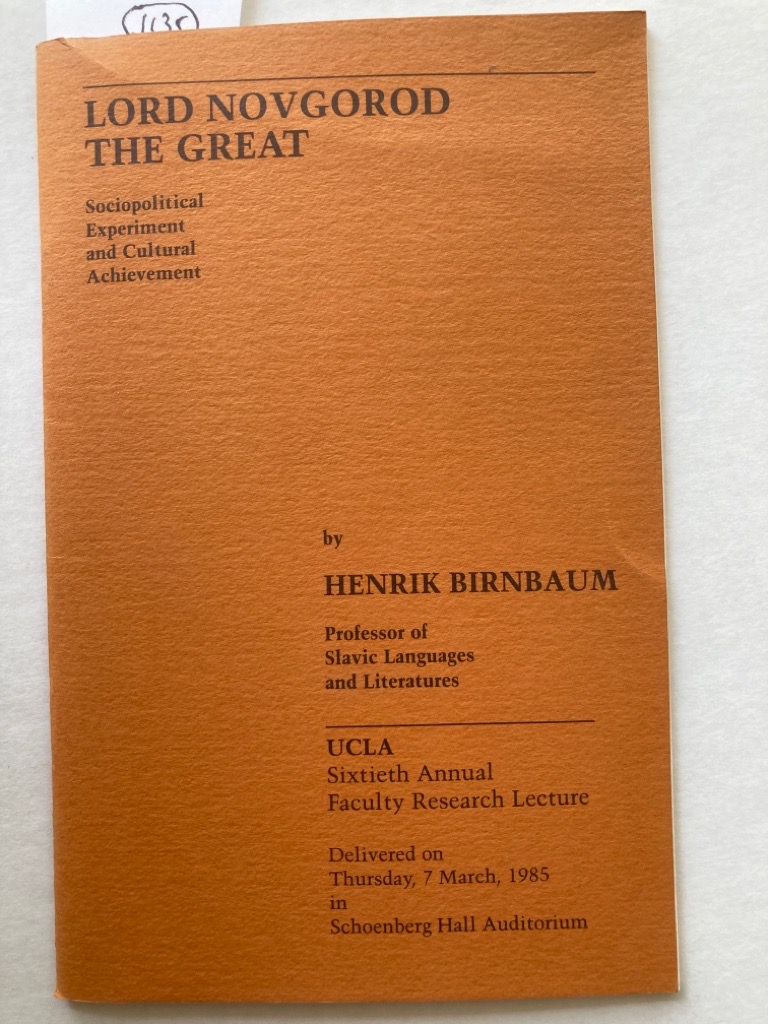 LORD NOVGOROD
THE GREAT
Sociopolitical
Experiment
and Cultural
Achievement
by
HENRIK BIRNBAUM
Professor of
Slavic Languages
and Literatures
UCLA
Sixtieth Annual
Faculty Research Lecture
Delivered on
Thursday, 7 March, 1985
in
Schoenberg Hall Auditorium